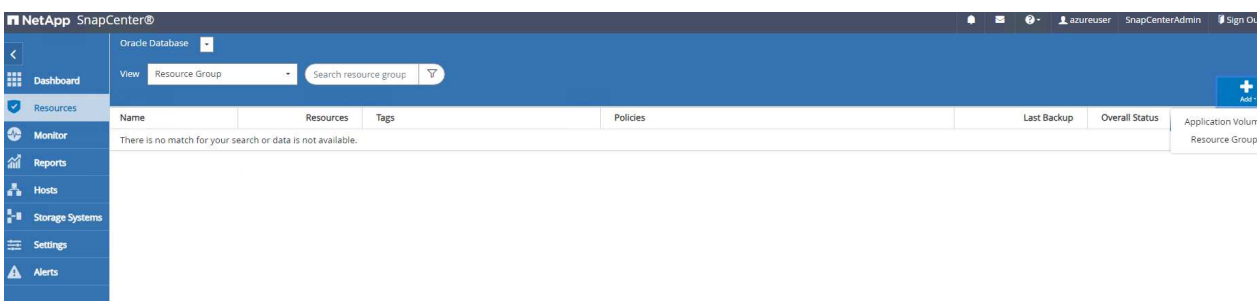 NetApp SnapCenter®
azureuser SnapCenterAdmin Sign Ou
Oracle Database
View Resource Group Search resource group
Add
Dashboard
Resources
Monitor
Reports
Hosts
Storage Systems
Settings
Alerts
Name Resources Tags Policies Last Backup Overall Status
There is no match for your search or data is not available.
Application Volum
Resource Group